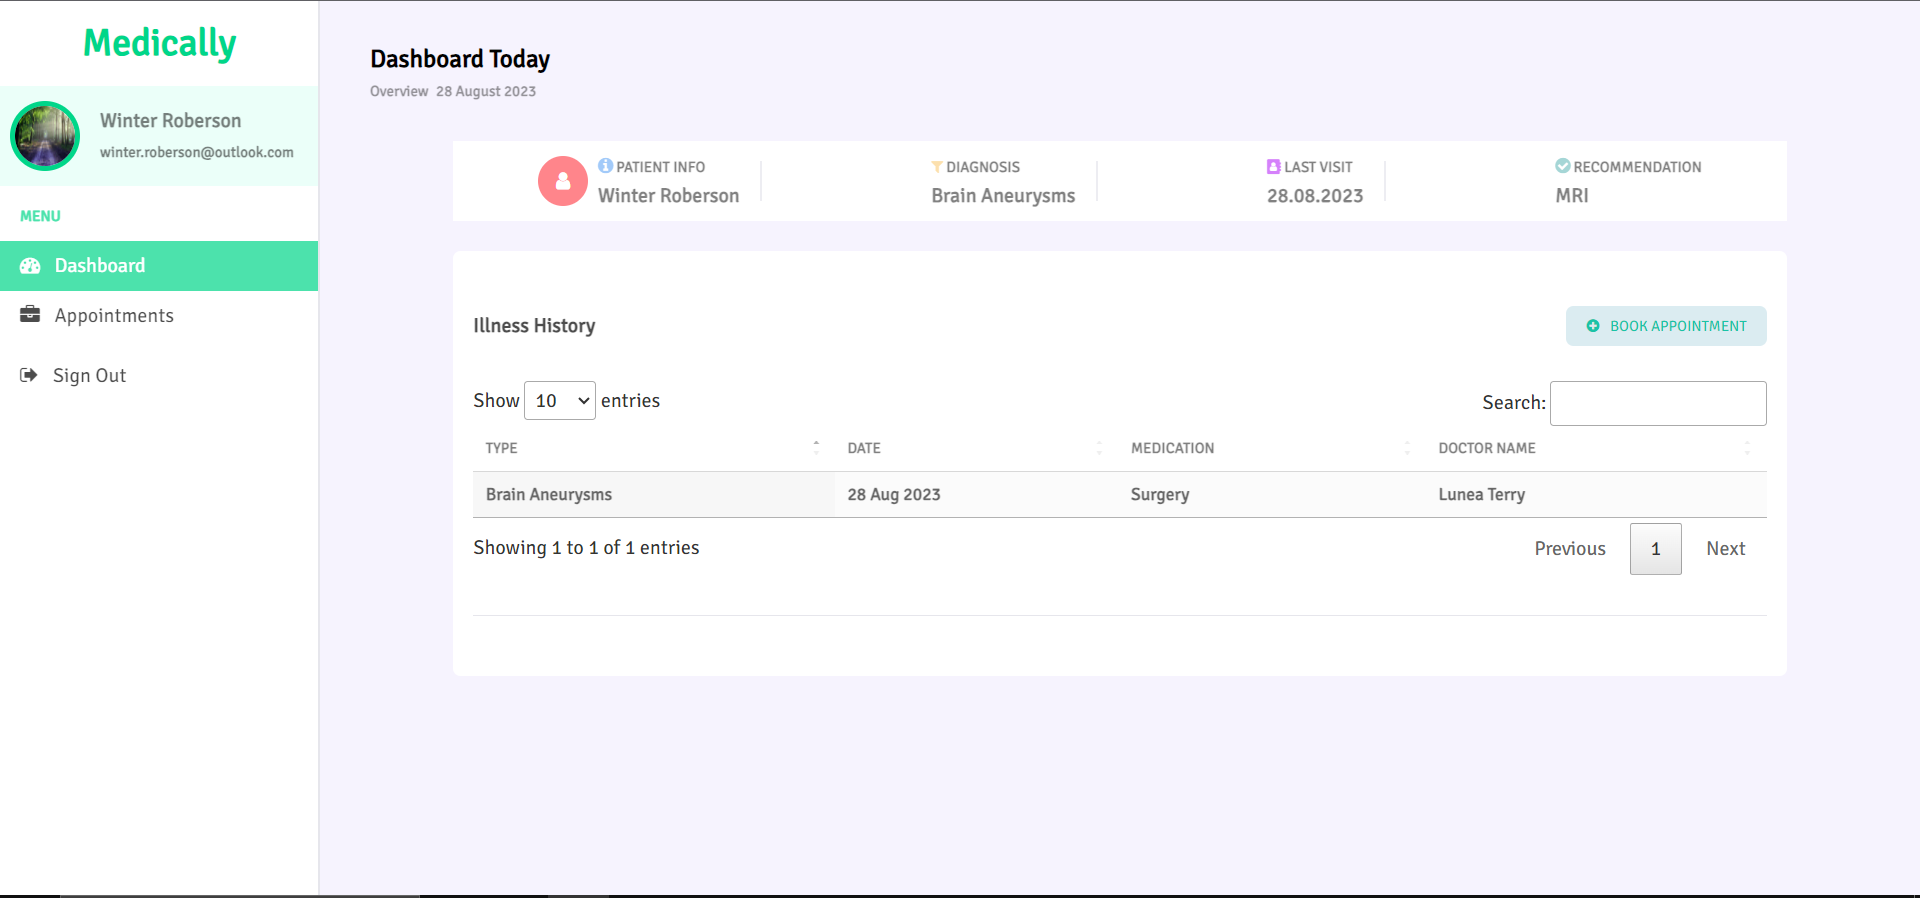 Medically
Winter Roberson
winter.roberson@outlook.com
MENU
Dashboard
Appointments
Sign Out
Dashboard Today
Overview 28 August 2023
PATIENT INFO
Winter Roberson
DIAGNOSIS
Brain Aneurysms
LAST VISIT
28.08.2023
RECOMMENDATION
MRI
Illness History
BOOK APPOINTMENT
Show 10 entries
Search:
TYPE DATE MEDICATION DOCTOR NAME
Brain Aneurysms 28 Aug 2023 Surgery Lunea Terry
Showing 1 to 1 of 1 entries
Previous 1 Next